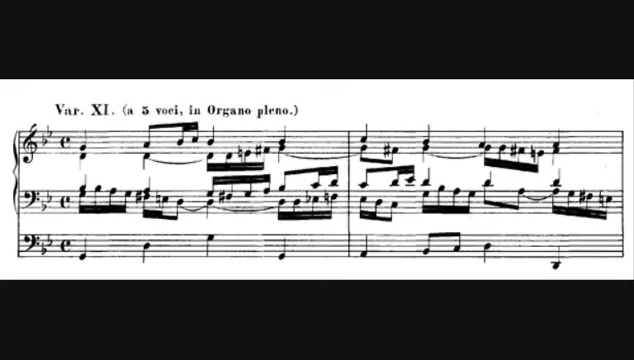 Var. XI. (a 5 voci, in Organo pleno.)